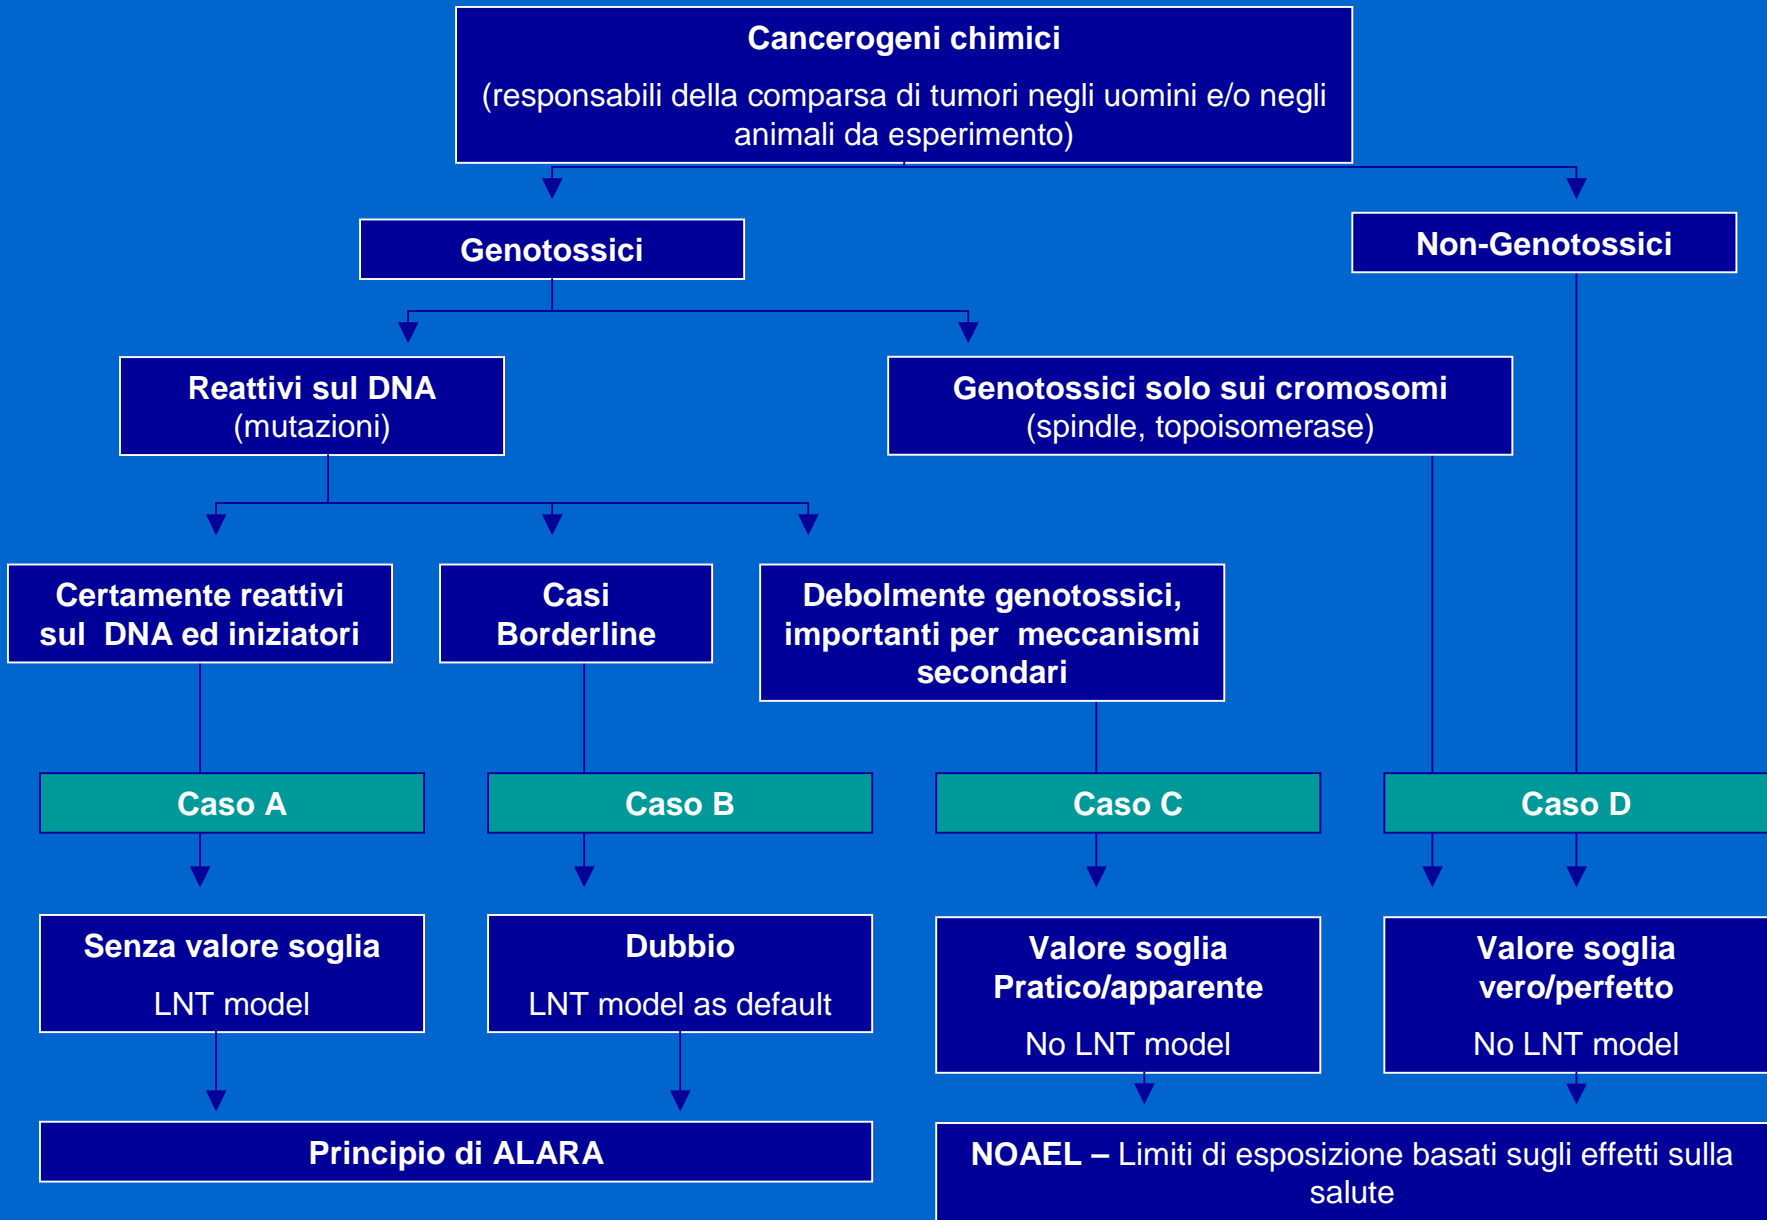 Cancerogeni chimici
(responsabili della comparsa di tumori negli uomini e/o negli
animali da esperimento)
Genotossici
Non-Genotossici
Reattivi sul DNA
(mutazioni)
Genotossici solo sui cromosomi
(spindle, topoisomerase)
Certamente reattivi
sul DNA ed iniziatori
Casi
Borderline
Debolmente genotossici,
importanti per meccanismi
secondari
Caso A
Caso B
Caso C
Caso D
Senza valore soglia
LNT model
Dubbio
LNT model as default
Valore soglia
Pratico/apparente
No LNT model
Valore soglia
vero/perfetto
No LNT model
Principio di ALARA
NOAEL – Limiti di esposizione basati sugli effetti sulla
salute